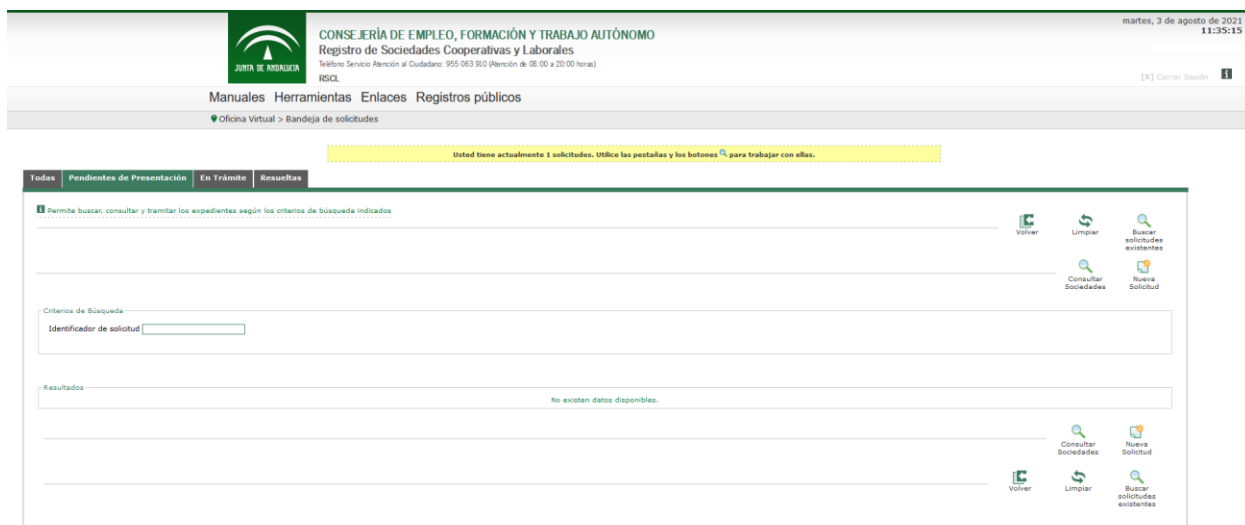 martes, 3 de agosto de 2021
11:35:15
JUNTA DE ANDALUCIA
CONSEJERÍA DE EMPLEO, FORMACIÓN Y TRABAJO AUTÓNOMO
Registro de Sociedades Cooperativas y Laborales
Teléfono Servicio Atención al Ciudadano: 955 063 910 (Atención de 08:00 a 20:00 horas)
RSCL
[X] Cerrar Sesión
Manuales Herramientas Enlaces Registros públicos
Oficina Virtual > Bandeja de solicitudes
Usted tiene actualmente 1 solicitudes. Utilice las pestañas y los botones para trabajar con ellas.
Todas Pendientes de Presentación En Trámite Resueltas
Permite buscar, consultar y tramitar los expedientes según los criterios de búsqueda indicados
Volver Limpiar Buscar
solicitudes
existentes
Consultar Nueva
Sociedades Solicitud
Criterios de Búsqueda
Identificador de solicitud
Resultados
No existen datos disponibles.
Consultar Nueva
Sociedades Solicitud
Volver Limpiar Buscar
solicitudes
existentes